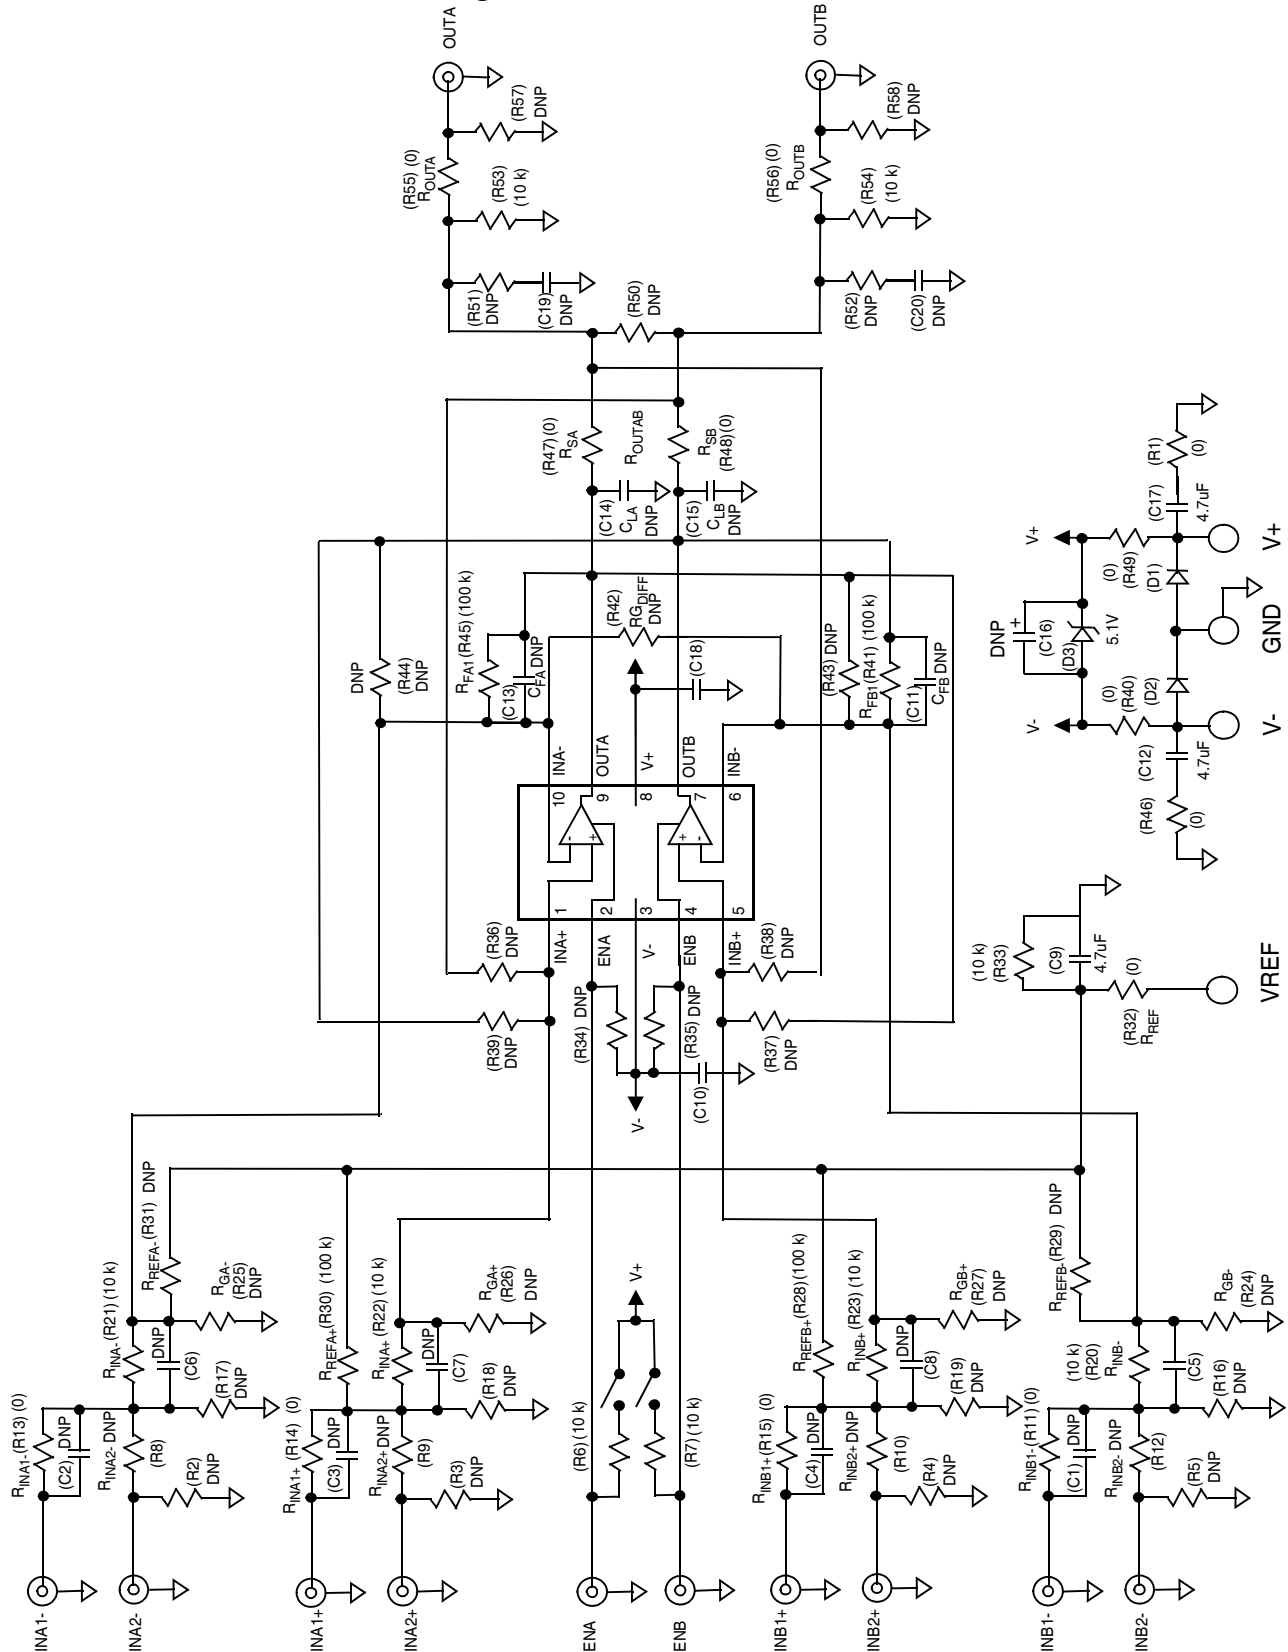 OUTA
OUTB
(R57)
DNP
(R58)
DNP
(R55) (0)
ROUTA
(R53)
(10 k)
(R56) (0)
ROUTB
(R54)
(10 k)
(R51)
DNP
(C19)
DNP
(R50)
DNP
(R52)
DNP
(C20)
DNP
(R47)(0)
RSA
ROUTAB
RSB
(R48)(0)
(C14)
CLA
DNP
(C15)
CLB
DNP
DNP
(R44)
DNP
RFA1(R45) (100 k)
(C13)
CFA DNP
(R42)
RGDIFF
DNP
(C18)
(R43) DNP
RFB1(R41) (100 k)
(C11)
CFB DNP
INA-
OUTA
V+
OUTB
INB-
10
9
8
7
6
-
+
+
-
1
2
3
4
5
INA+
ENA
V-
ENB
INB+
(R36)
DNP
(R38)
DNP
(R39)
DNP
(R34) DNP
(R35) DNP
(R37)
DNP
V-
(C10)
(R1)
(0)
(C17)
4.7uF
V+
(0)
(R49)
(D1)
V+
DNP
+
(C16)
(D3)
5.1V
GND
V-
(0)
(R40)
(D2)
V-
(C12)
4.7uF
(R46)
(0)
(10 k)
(R33)
(C9)
4.7uF
(0)
(R32)
RREF
VREF
RREFA-(R31) DNP
RINA- (R21) (10 k)
RGA-
(R25)
DNP
DNP
(C6)
(R17)
DNP
RINA1-(R13) (0)
(C2) DNP
RINA2- DNP
(R8)
(R2)
DNP
INA1-
INA2-
RREFA+(R30) (100 k)
RINA+ (R22) (10 k)
RGA+
(R26)
DNP
DNP
(C7)
(R18)
DNP
RINA1+ (R14) (0)
(C3) DNP
RINA2+ DNP
(R9)
(R3)
DNP
INA1+
INA2+
V+
(R6) (10 k)
(R7) (10 k)
ENA
ENB
RREFB+(R28) (100 k)
RINB+ (R23) (10 k)
RGB+
(R27)
DNP
DNP
(C8)
(R19)
DNP
RINB1+ (R15) (0)
(C4) DNP
RINB2+ DNP
(R10)
(R4)
DNP
INB1+
INB2+
RREFB-(R29) DNP
(10 k)
(R20)
RINB-
RGB-
(R24)
DNP
(C5)
(R16)
DNP
RINB1- (R11) (0)
(C1) DNP
RINB2- DNP
(R12)
(R5)
DNP
INB1-
INB2-